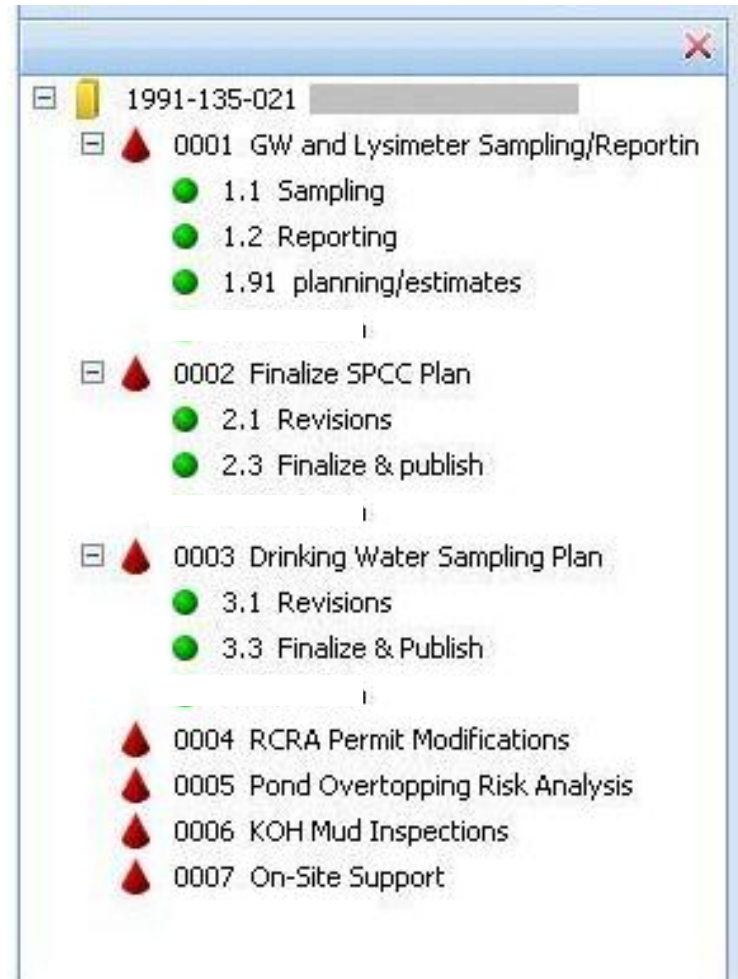 1991-135-021
0001 GW and Lysimeter Sampling/Reportin
1.1 Sampling
1.2 Reporting
1.91 planning/estimates
0002 Finalize SPCC Plan
2.1 Revisions
2.3 Finalize & publish
0003 Drinking Water Sampling Plan
3.1 Revisions
3.3 Finalize & Publish
0004 RCRA Permit Modifications
0005 Pond Overtopping Risk Analysis
0006 KOH Mud Inspections
0007 On-Site Support